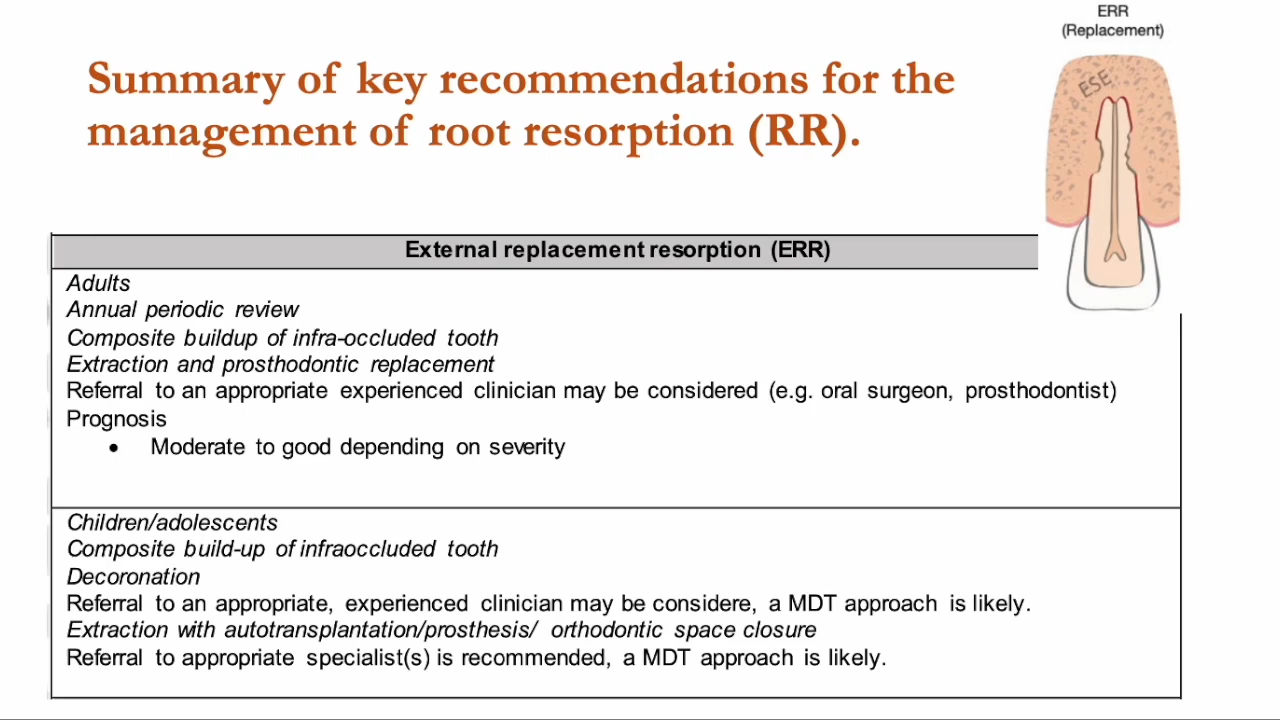 ERR
(Replacement)
ESE
Summary of key recommendations for the
management of root resorption (RR).
External replacement resorption (ERR)
Adults
Annual periodic review
Composite buildup of infra-occluded tooth
Extraction and prosthodontic replacement
Referral to an appropriate experienced clinician may be considered (e.g. oral surgeon, prosthodontist)
Prognosis
• Moderate to good depending on severity
Children/adolescents
Composite build-up of infraoccluded tooth
Decoronation
Referral to an appropriate, experienced clinician may be considere, a MDT approach is likely.
Extraction with autotransplantation/prosthesis/ orthodontic space closure
Referral to appropriate specialist(s) is recommended, a MDT approach is likely.